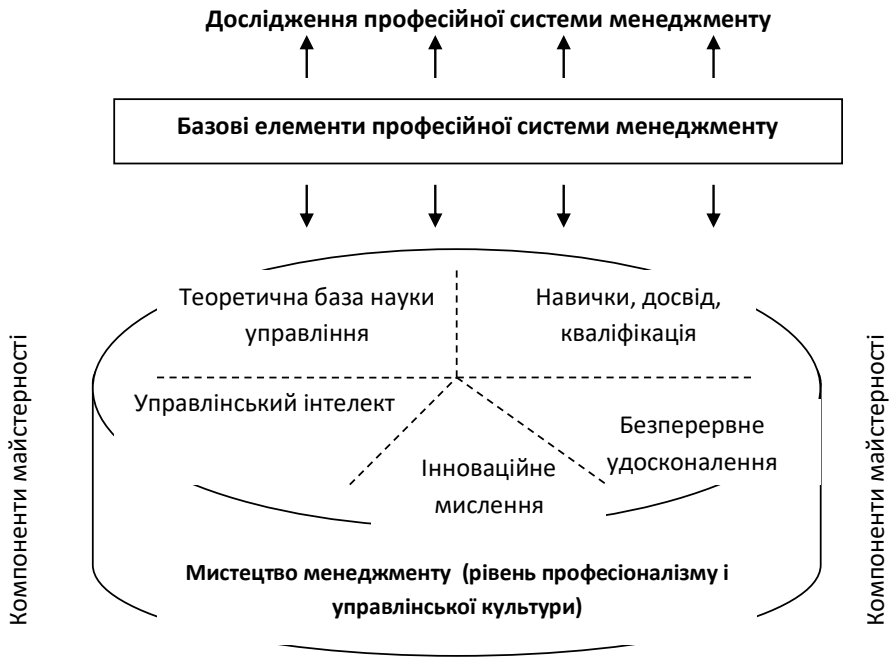 Дослідження професійної системи менеджменту
Базові елементи професійної системи менеджменту
Компоненти майстерності
Теоретична база науки
управління
Навички, досвід,
кваліфікація
Управлінський інтелект
Інноваційне
мислення
Безперервне
удосконалення
Мистецтво менеджменту (рівень професіоналізму і
управлінської культури)
Компоненти майстерності